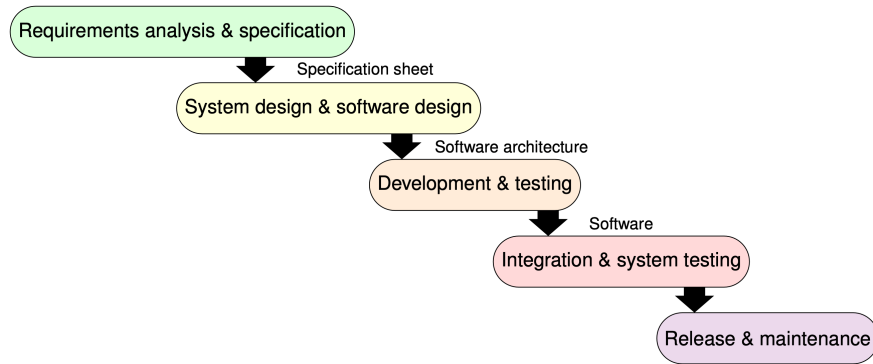 Requirements analysis & specification
Specification sheet
System design & software design
Software architecture
Development & testing
Software
Integration & system testing
Release & maintenance